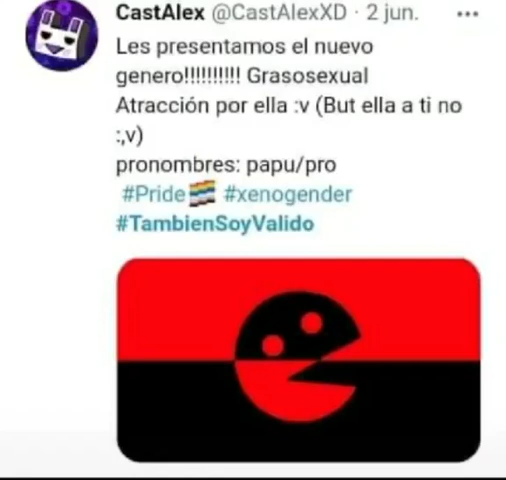 CastAlex @CastAlexXD · 2 jun.
Les presentamos el nuevo
genero!!!!!!!!!! Grasosexual
Atracción por ella :v (But ella a ti no
:,v)
pronombres: papu/pro
#Pride🏳️‍🌈 #xenogender
#TambienSoyValido